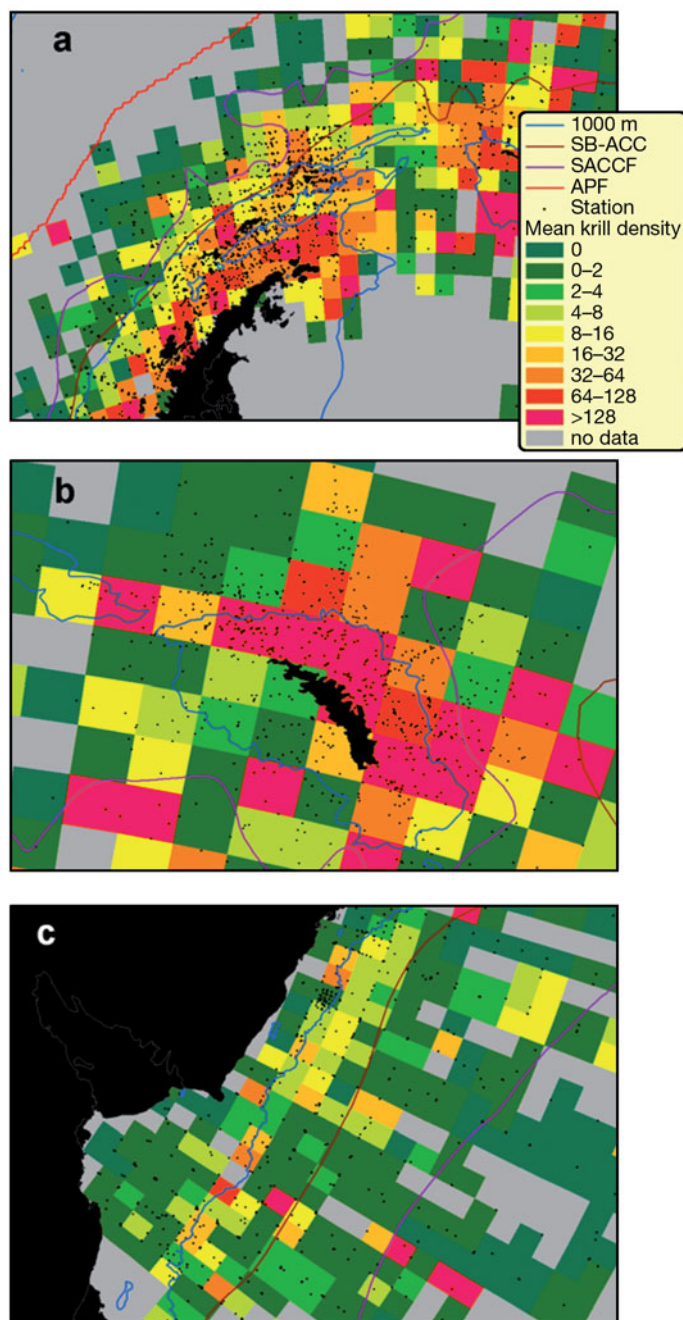 a
1000 m
SB-ACC
SACCF
APF
Station
Mean krill density
0
0–2
2–4
4–8
8–16
16–32
32–64
64–128
>128
no data
b
c